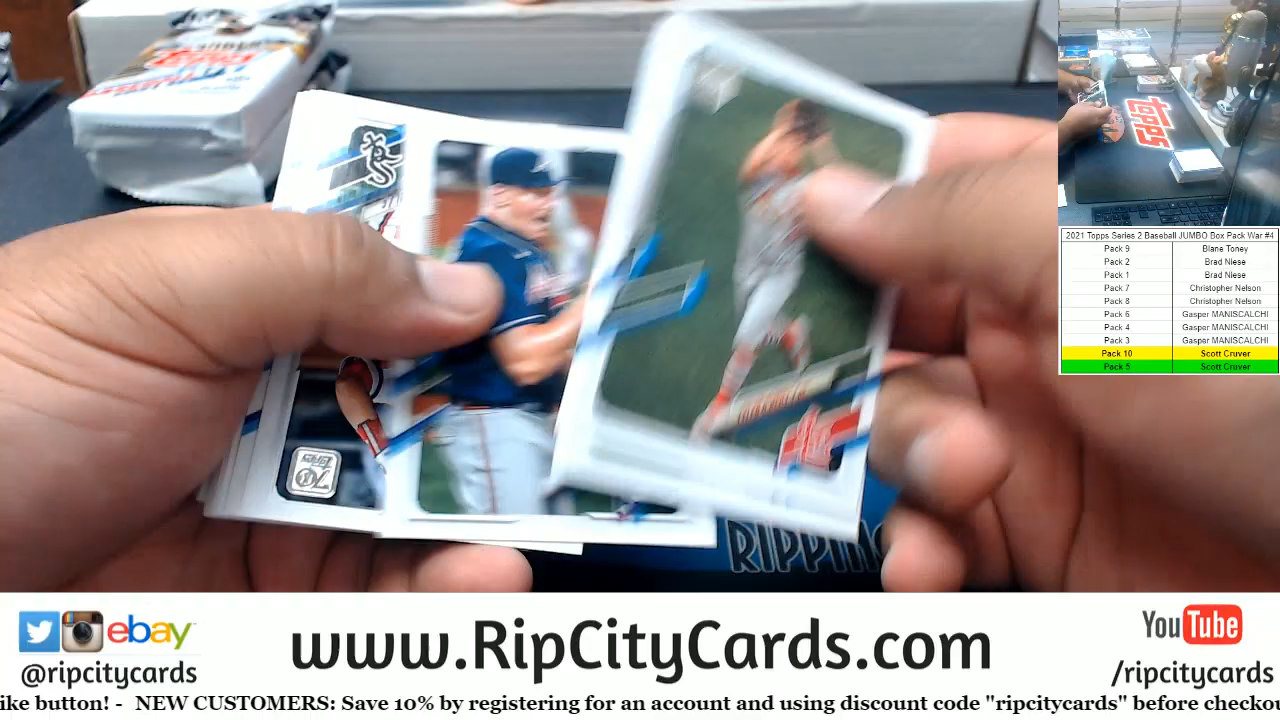 Topps
2021 Topps Series 2 Baseball JUMBO Box Pack War #4
Pack 9 Blane Toney
Pack 2 Brad Niese
Pack 1 Brad Niese
Pack 7 Christopher Nelson
Pack 8 Christopher Nelson
Pack 6 Gasper MANISCALCHI
Pack 4 Gasper MANISCALCHI
Pack 3 Gasper MANISCALCHI
Pack 10 Scott Cruver
Pack 5 Scott Cruver
Sox
70
Topps
RIPPIN
ebay
@ripcitycards
www.RipCityCards.com
YouTube
/ripcitycards
ike button! - NEW CUSTOMERS: Save 10% by registering for an account and using discount code "ripcitycards" before checkou